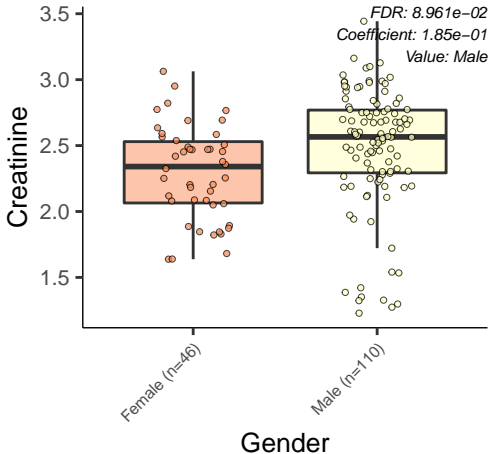 FDR: 8.961e−02
Coefficient: 1.85e−01
Value: Male
3.5
3.0
2.5
2.0
1.5
Creatinine
Female (n=46)
Male (n=110)
Gender